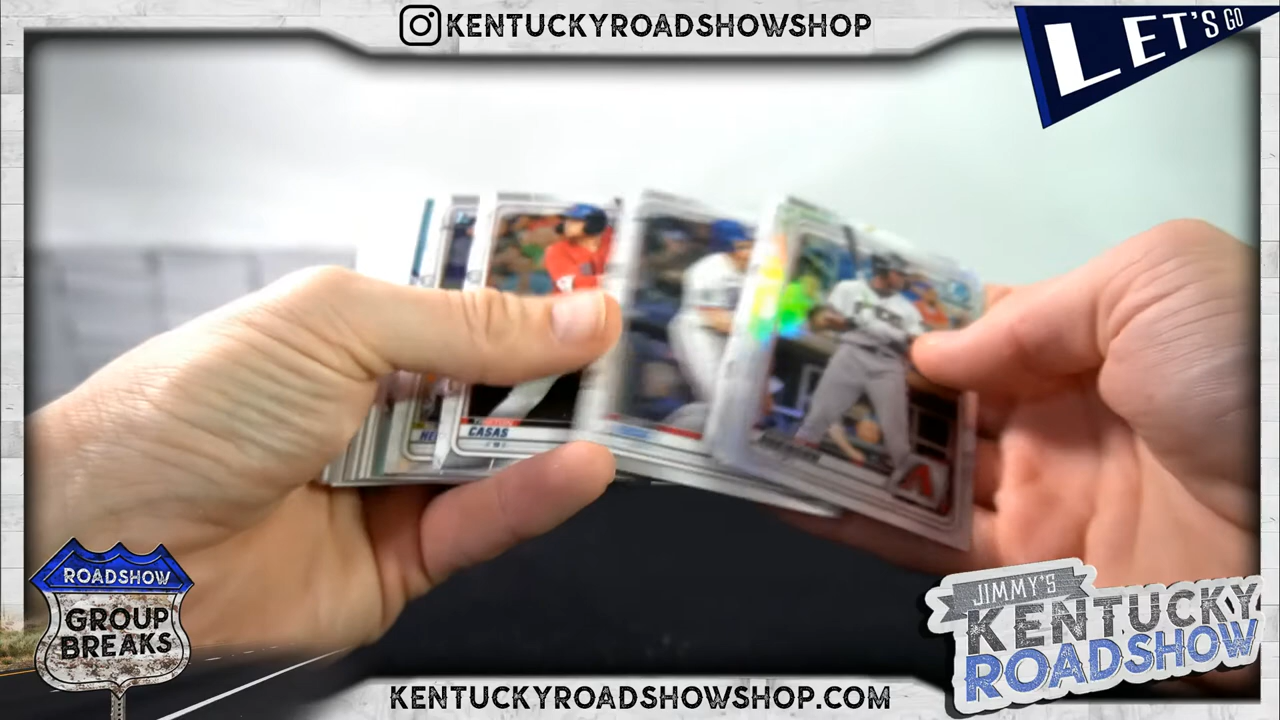 KENTUCKYROADSHOWSHOP
LET'S GO
CASAS
ROADSHOW
GROUP
BREAKS
JIMMY'S
KENTUCKY
ROADSHOW
KENTUCKYROADSHOWSHOP.COM